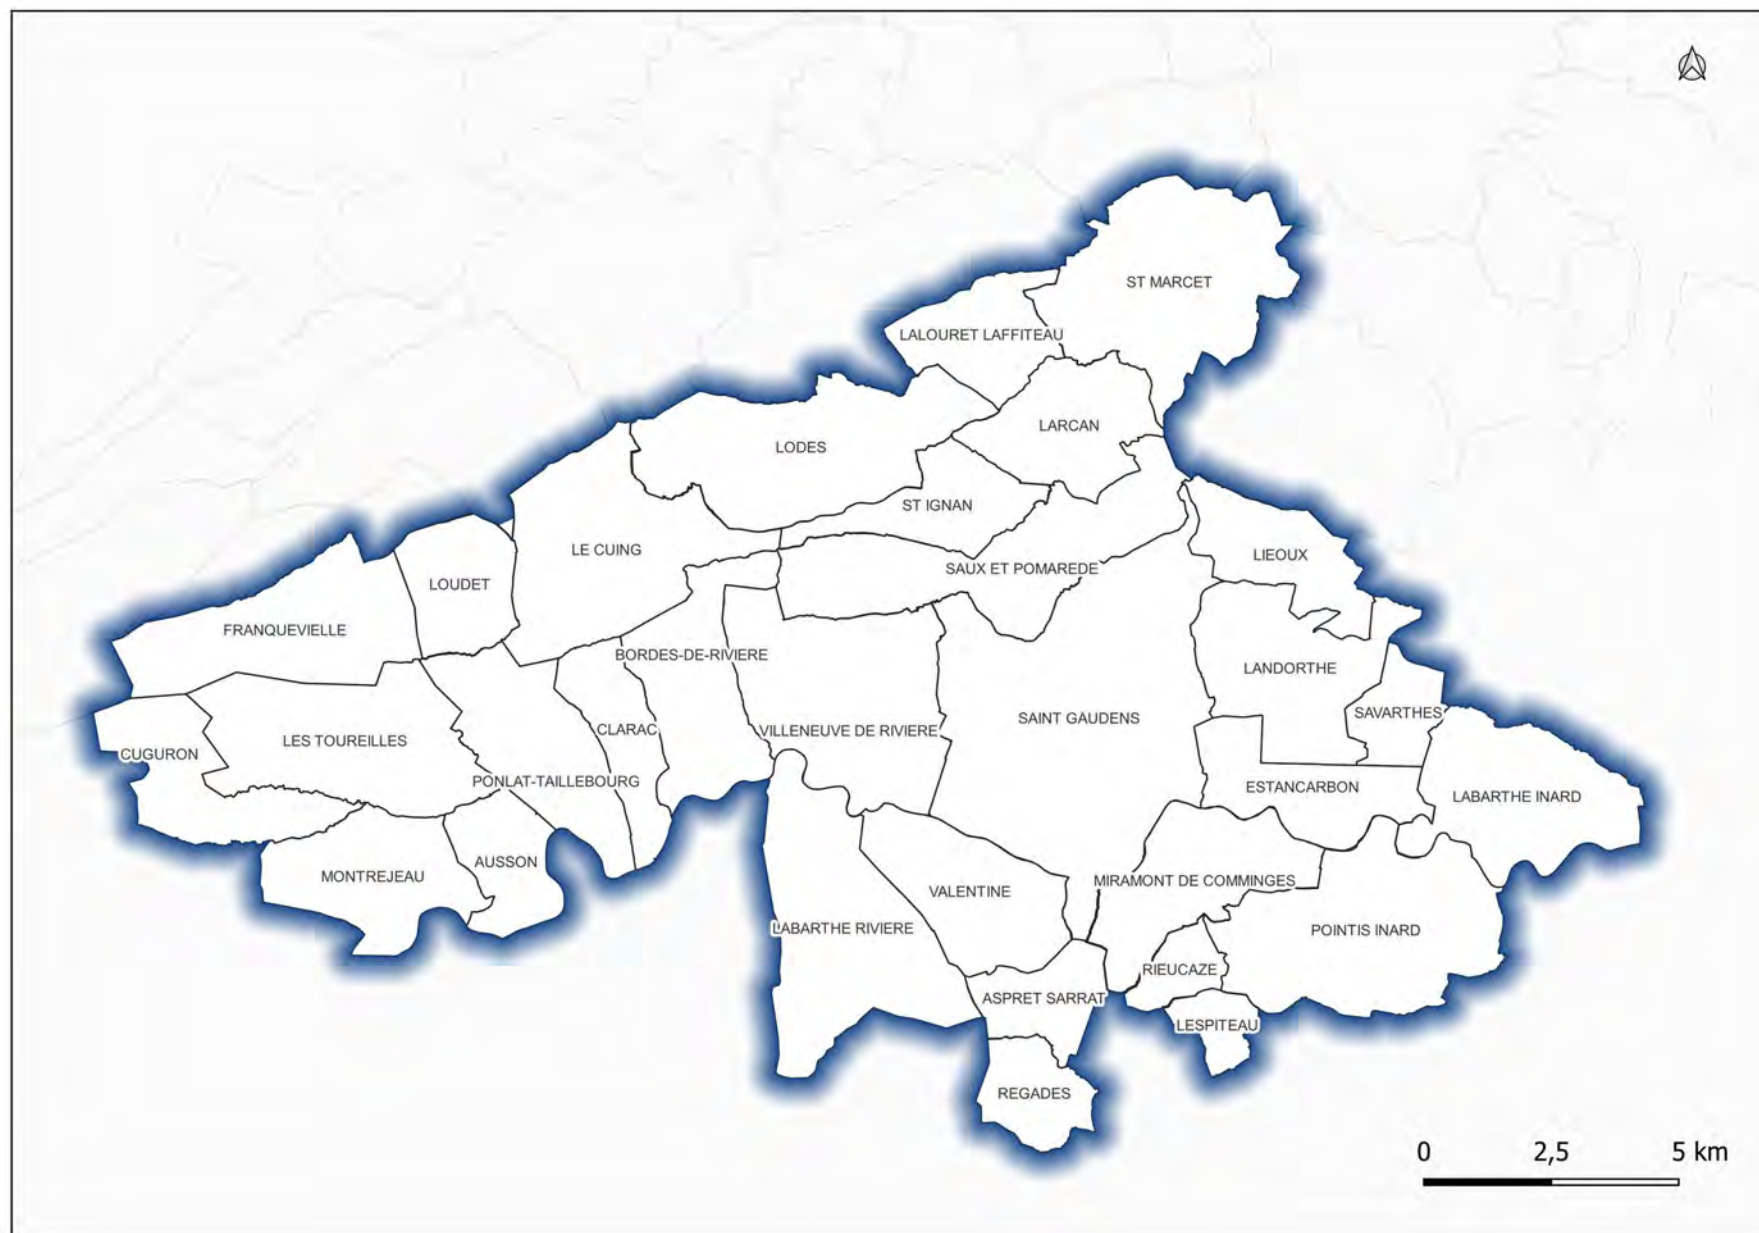 ST MARCET
LALOURET LAFFITEAU
LARCAN
LODES
ST IGNAN
LE CUING
LIEOUX
SAUX ET POMAREDE
LOUDET
FRANQUEVIELLE
BORDES-DE-RIVIERE
LANDORTHE
SAVARTHES
SAINT GAUDENS
CLARAC
VILLENEUVE DE RIVIERE
LES TOUREILLES
CUGURON
PONLAT-TAILLEBOURG
ESTANCARBON
LABARTHE INARD
AUSSON
MONTREJEAU
MIRAMONT DE COMMINGES
VALENTINE
LABARTHE RIVIERE
POINTIS INARD
RIEUCAZE
ASPRET SARRAT
LESPITEAU
REGADES
0 2,5 5 km